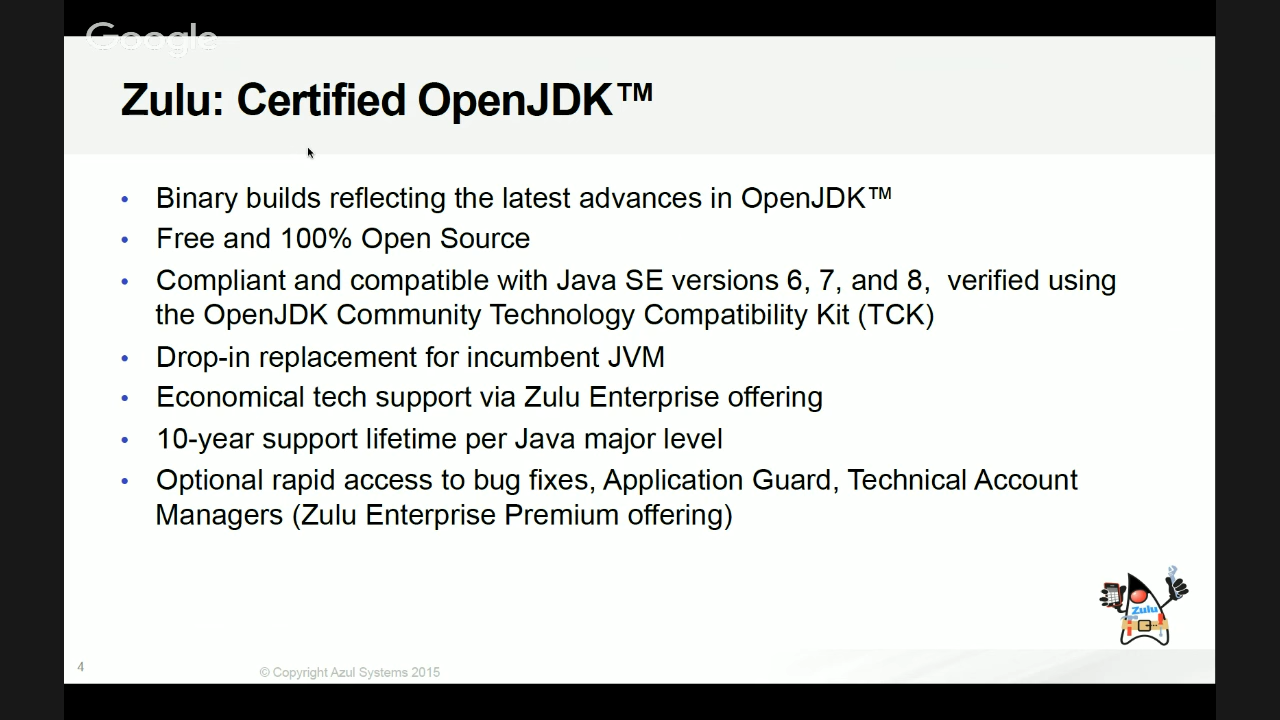 Google
Zulu: Certified OpenJDK™
• Binary builds reflecting the latest advances in OpenJDK™
• Free and 100% Open Source
• Compliant and compatible with Java SE versions 6, 7, and 8,  verified using
the OpenJDK Community Technology Compatibility Kit (TCK)
• Drop-in replacement for incumbent JVM
• Economical tech support via Zulu Enterprise offering
• 10-year support lifetime per Java major level
• Optional rapid access to bug fixes, Application Guard, Technical Account
Managers (Zulu Enterprise Premium offering)
Zulu
4
© Copyright Azul Systems 2015